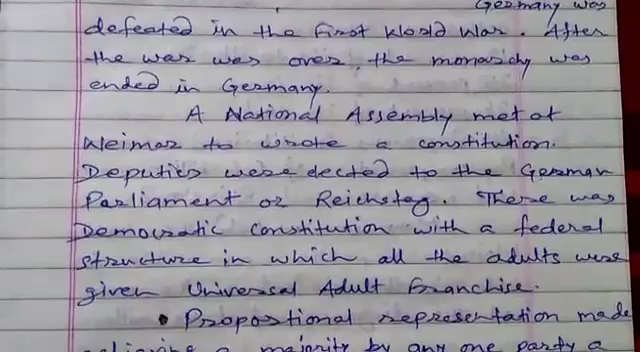 Germany was
defeated in the First World War. After
the war was over, the monarchy was
ended in Germany.
A National Assembly met at
Weimar to wrote a constitution.
Deputies were elected to the German
Parliament or Reichstag. There was
Democratic constitution with a federal
structure in which all the adults were
given Universal Adult Franchise.
• Proportional representation made
a majority by any one party a